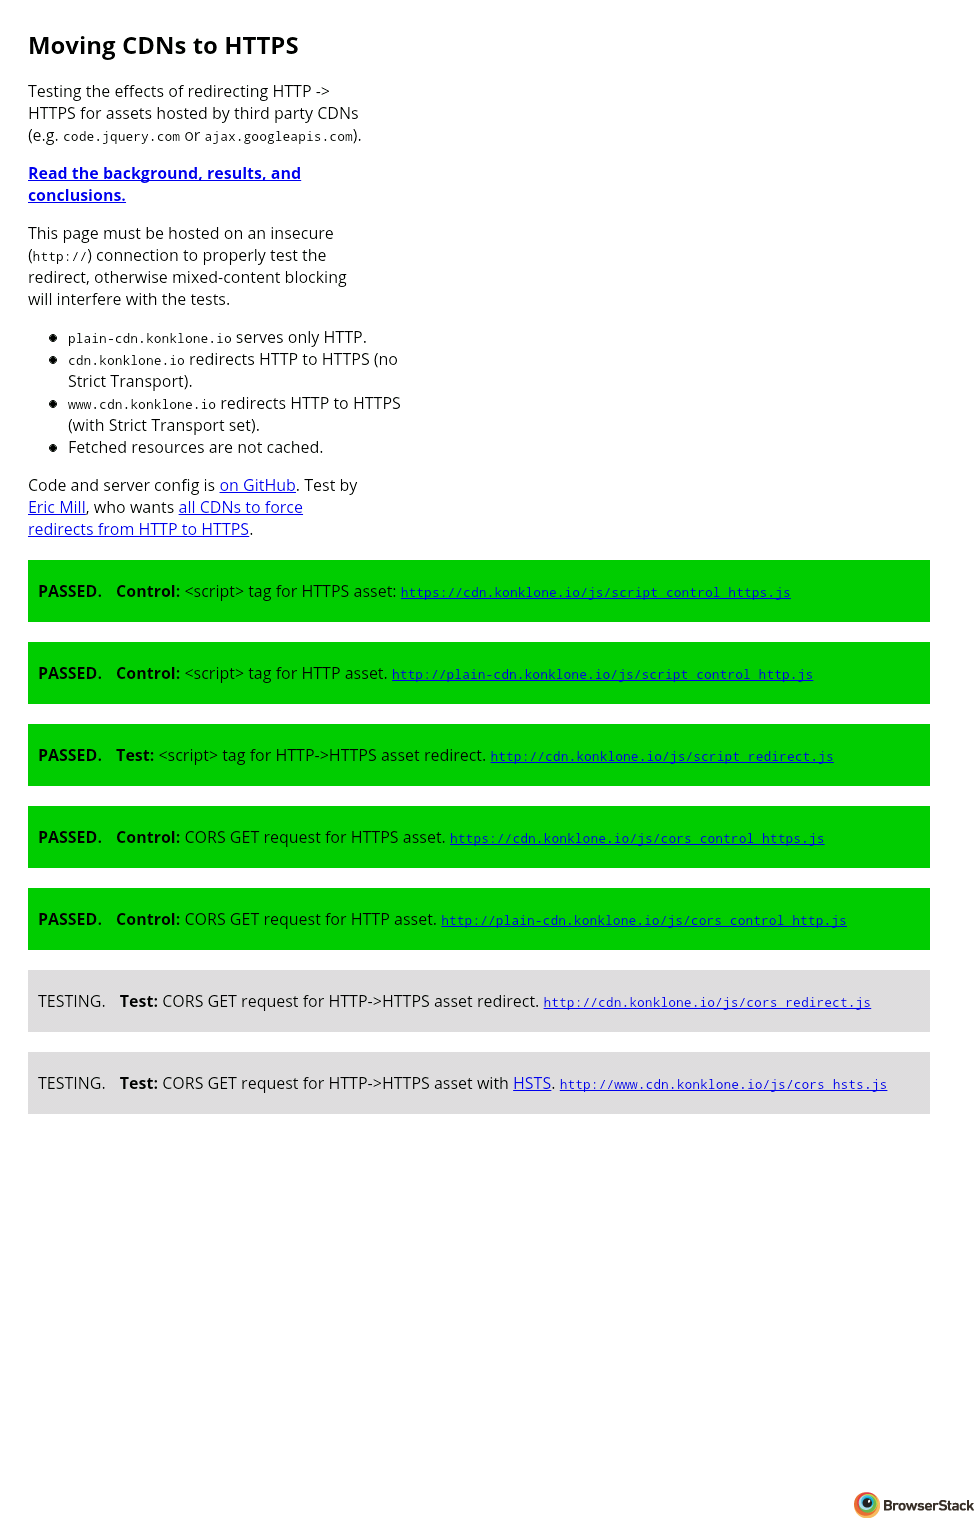 Moving CDNs to HTTPS
Testing the effects of redirecting HTTP ->
HTTPS for assets hosted by third party CDNs
(e.g. code.jquery.com or ajax.googleapis.com).
Read the background, results, and
conclusions.
This page must be hosted on an insecure
(http://) connection to properly test the
redirect, otherwise mixed-content blocking
will interfere with the tests.
plain-cdn.konklone.io serves only HTTP.
cdn.konklone.io redirects HTTP to HTTPS (no
Strict Transport).
www.cdn.konklone.io redirects HTTP to HTTPS
(with Strict Transport set).
Fetched resources are not cached.
Code and server config is on GitHub. Test by
Eric Mill, who wants all CDNs to force
redirects from HTTP to HTTPS.
PASSED. Control: <script> tag for HTTPS asset: https://cdn.konklone.io/js/script_control_https.js
PASSED. Control: <script> tag for HTTP asset. http://plain-cdn.konklone.io/js/script_control_http.js
PASSED. Test: <script> tag for HTTP->HTTPS asset redirect. http://cdn.konklone.io/js/script_redirect.js
PASSED. Control: CORS GET request for HTTPS asset. https://cdn.konklone.io/js/cors_control_https.js
PASSED. Control: CORS GET request for HTTP asset. http://plain-cdn.konklone.io/js/cors_control_http.js
TESTING. Test: CORS GET request for HTTP->HTTPS asset redirect. http://cdn.konklone.io/js/cors_redirect.js
TESTING. Test: CORS GET request for HTTP->HTTPS asset with HSTS. http://www.cdn.konklone.io/js/cors_hsts.js
BrowserStack